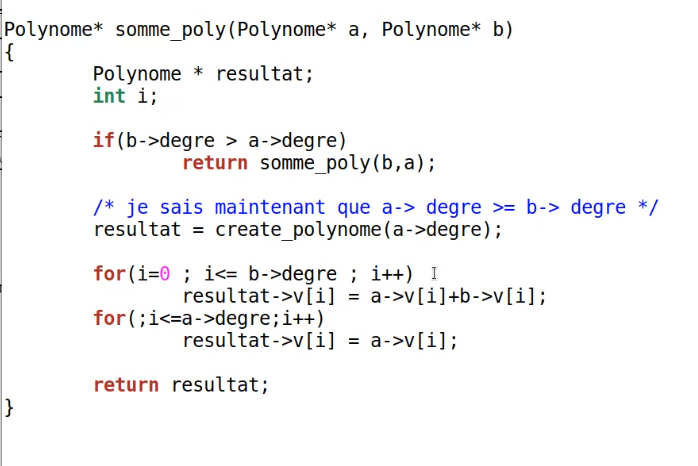 Polynome* somme_poly(Polynome* a, Polynome* b)
{
Polynome * resultat;
int i;
if(b->degre > a->degre)
return somme_poly(b,a);
/* je sais maintenant que a-> degre >= b-> degre */
resultat = create_polynome(a->degre);
for(i=0 ; i<= b->degre ; i++)
resultat->v[i] = a->v[i]+b->v[i];
for(;i<=a->degre;i++)
resultat->v[i] = a->v[i];
return resultat;
}